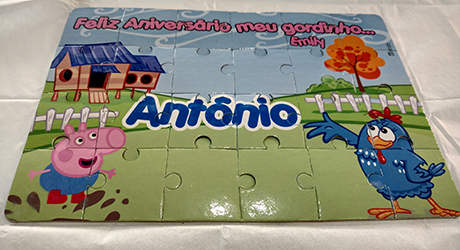 Feliz Aniversário meu gordinho...
Emily
Antônio